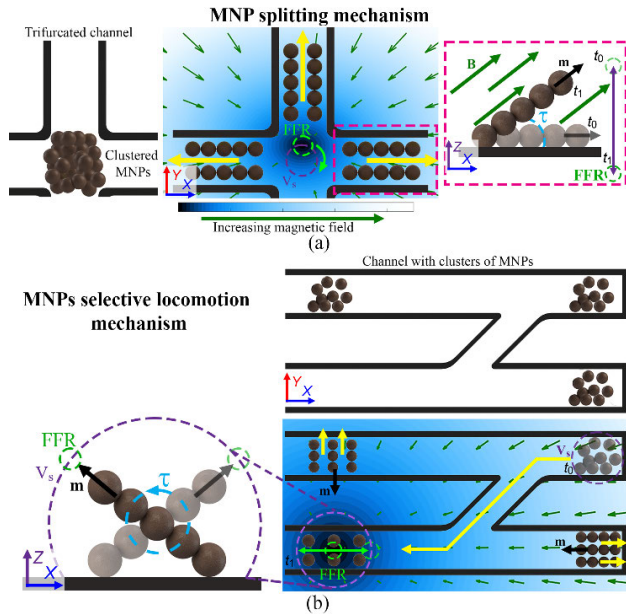 MNP splitting mechanism
Trifurcated channel
Clustered
MNPs
FFR
Vs
Y
X
Increasing magnetic field
B
m
t0
t1
τ
t0
Z
X
t1
FFR
(a)
MNPs selective locomotion
mechanism
Channel with clusters of MNPs
Y
X
FFR
Vs
m
τ
Z
X
m
Vs
t0
t1
FFR
m
Y
X
(b)